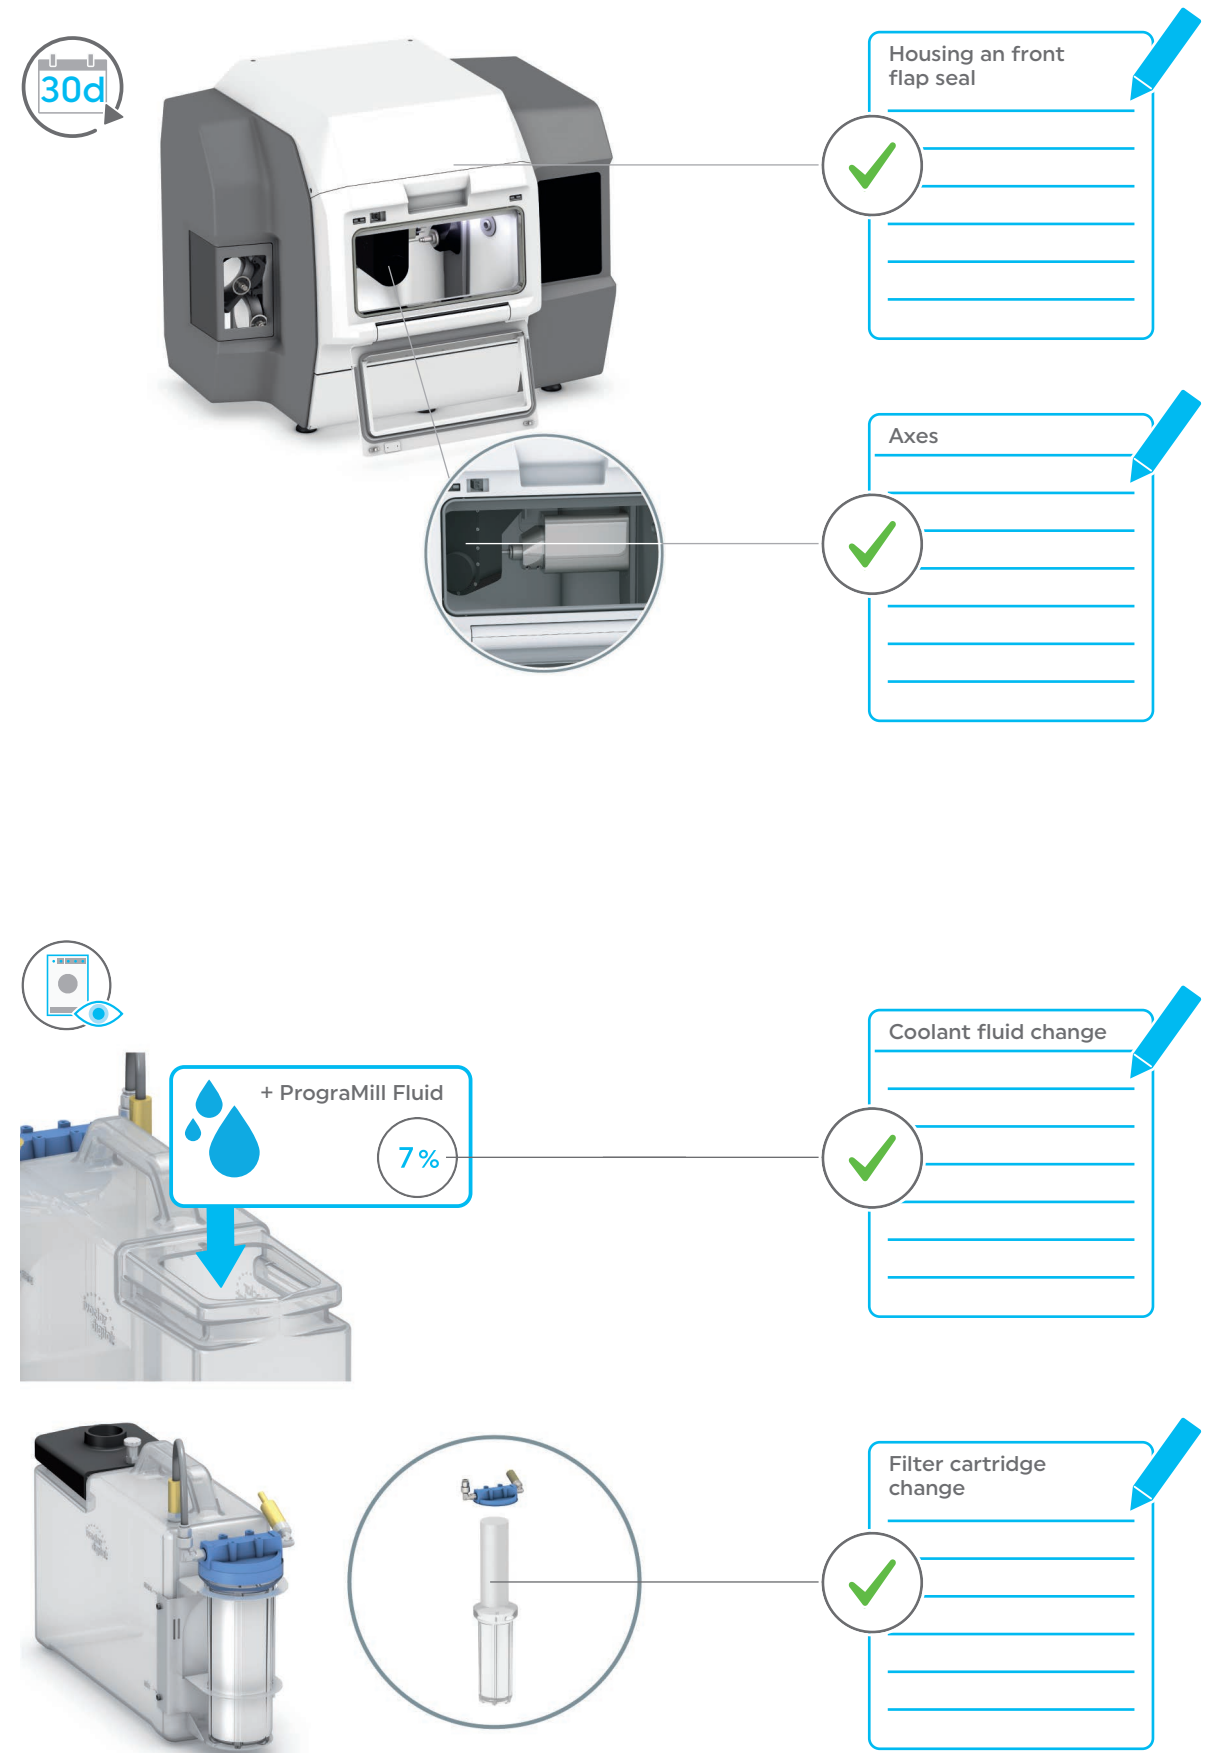 30d
Housing an front
flap seal
Axes
Coolant fluid change
+ PrograMill Fluid
7 %
Filter cartridge
change